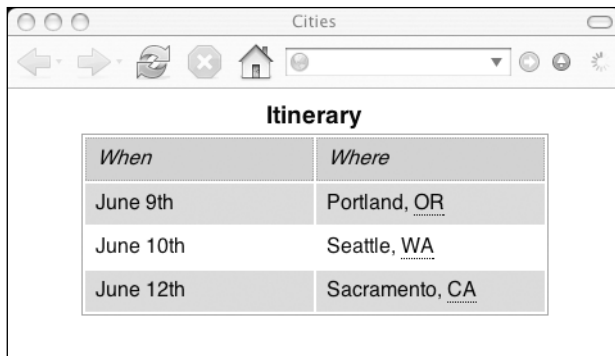 Cities
Itinerary
When Where
June 9th Portland, OR
June 10th Seattle, WA
June 12th Sacramento, CA